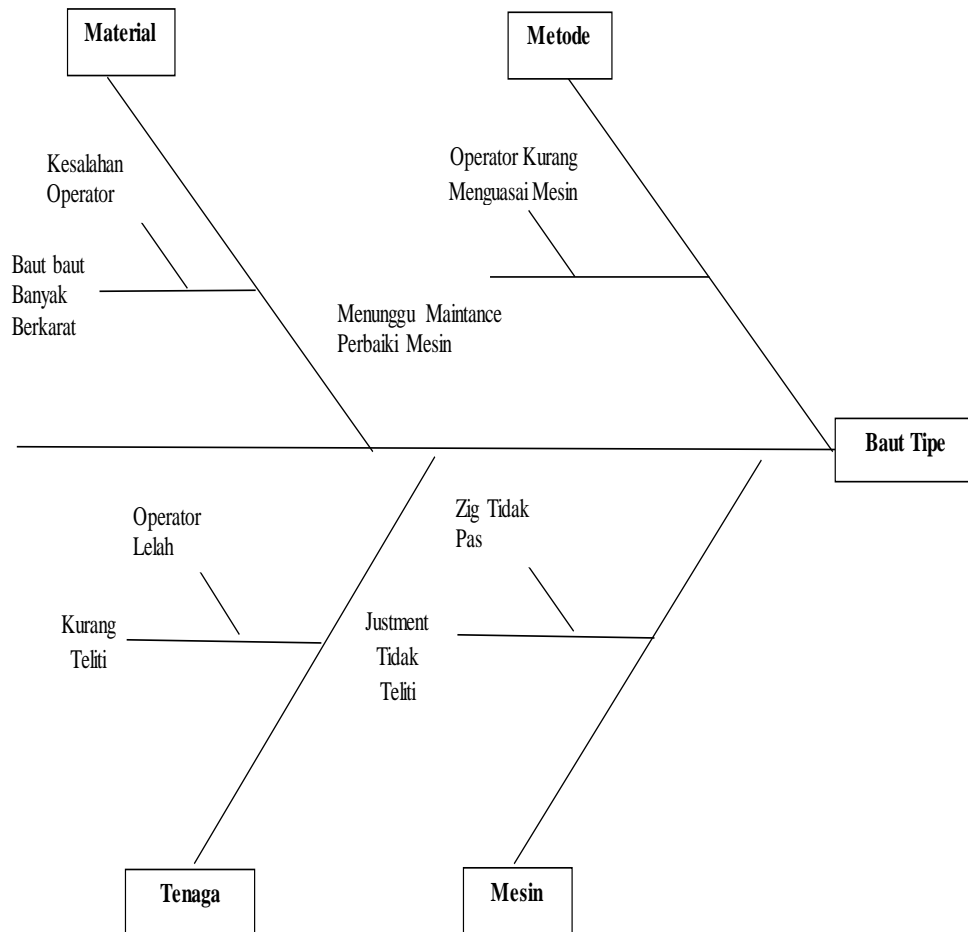 Material
Metode
Kesalahan
Operator
Operator Kurang
Menguasai Mesin
Baut baut
Banyak
Berkarat
Menunggu Maintance
Perbaiki Mesin
Baut Tipe
Operator
Lelah
Zig Tidak
Pas
Kurang
Teliti
Justment
Tidak
Teliti
Tenaga
Mesin